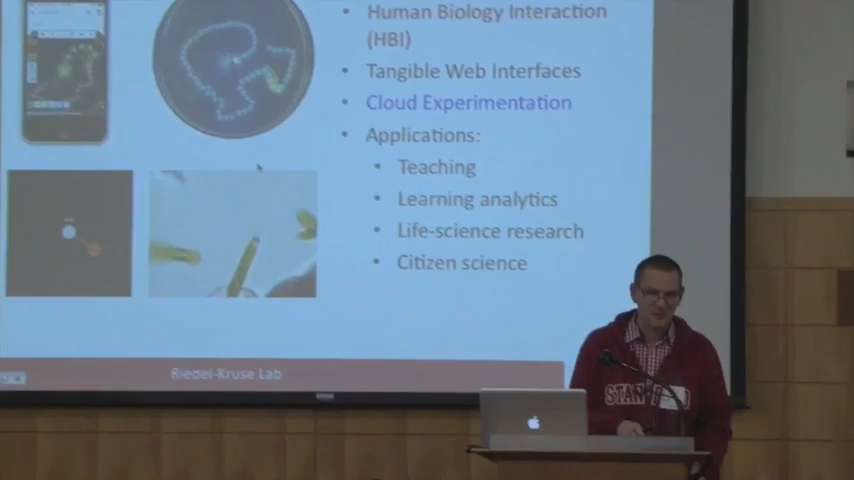 • Human Biology Interaction
(HBI)
• Tangible Web Interfaces
• Cloud Experimentation
• Applications:
• Teaching
• Learning analytics
• Life-science research
• Citizen science
Riedel-Kruse Lab